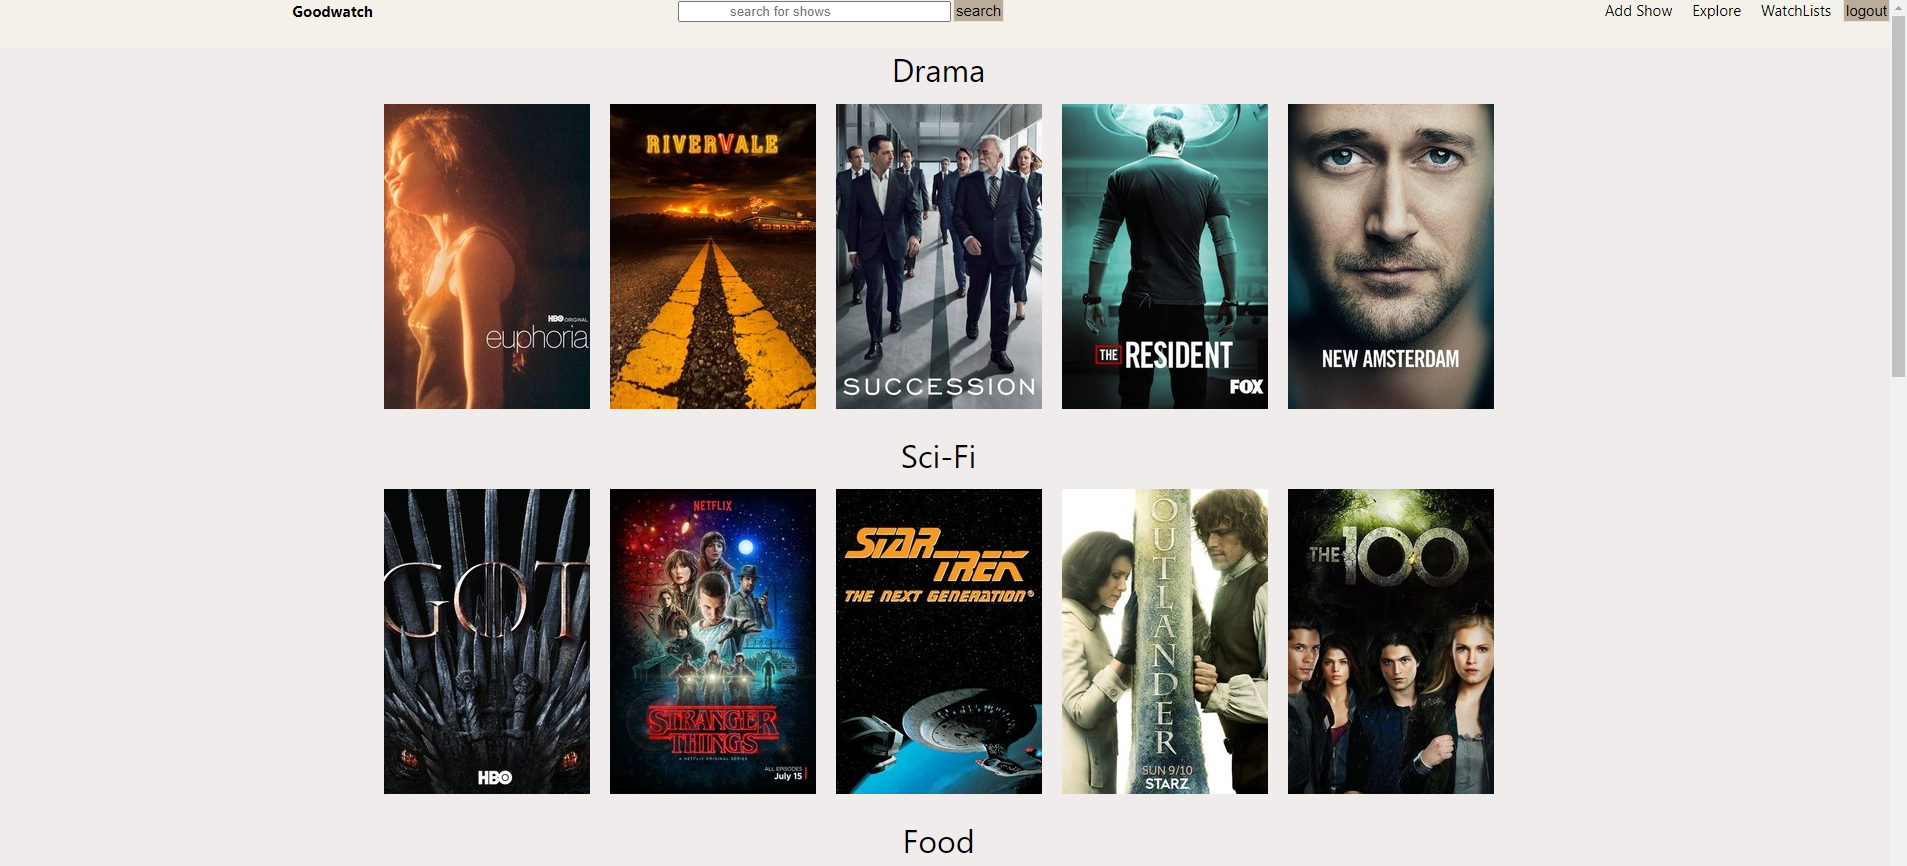 Goodwatch
search for shows
search
Add Show
Explore
WatchLists
logout
Drama
HBO ORIGINAL
euphoria
RIVERVALE
SUCCESSION
THE RESIDENT
FOX
NEW AMSTERDAM
Sci-Fi
GOT
HBO
NETFLIX
STRANGER
THINGS
A NETFLIX ORIGINAL SERIES
ALL EPISODES
July 15
STAR
TREK
THE NEXT GENERATION®
OUTLANDER
SUN 9/10
STARZ
THE 100
Food